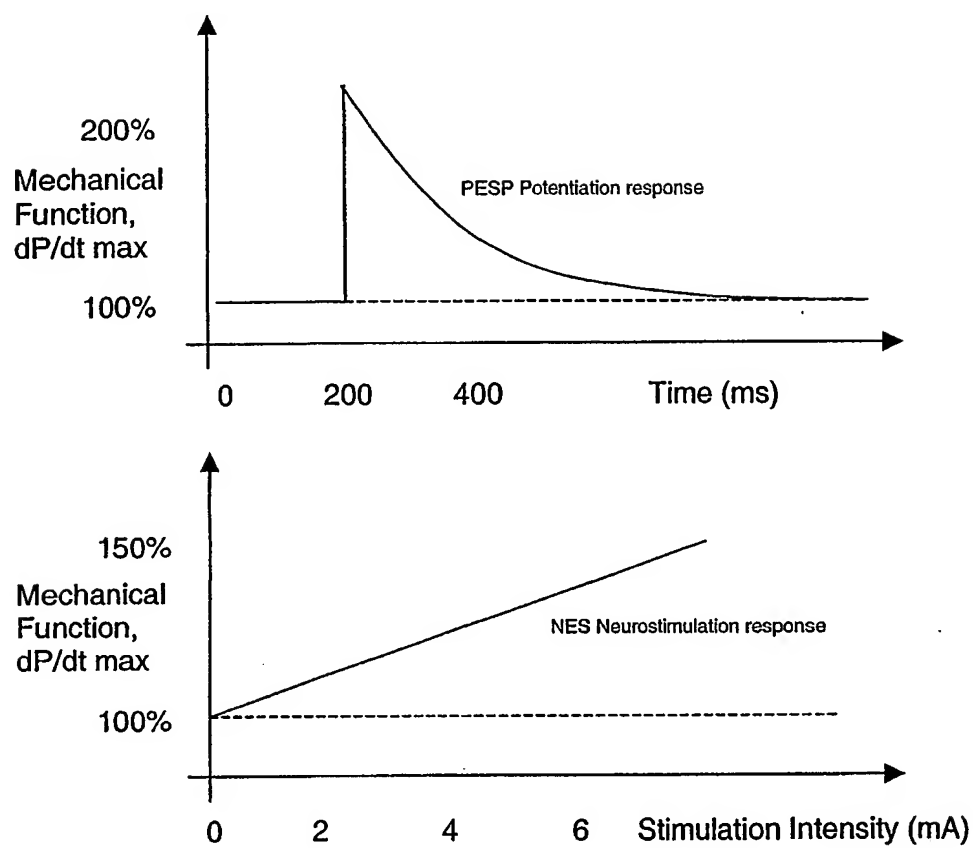 200%
Mechanical
Function,
dP/dt max
100%
PESP Potentiation response
0 200 400 Time (ms)
150%
Mechanical
Function,
dP/dt max
100%
NES Neurostimulation response
0 2 4 6 Stimulation Intensity (mA)